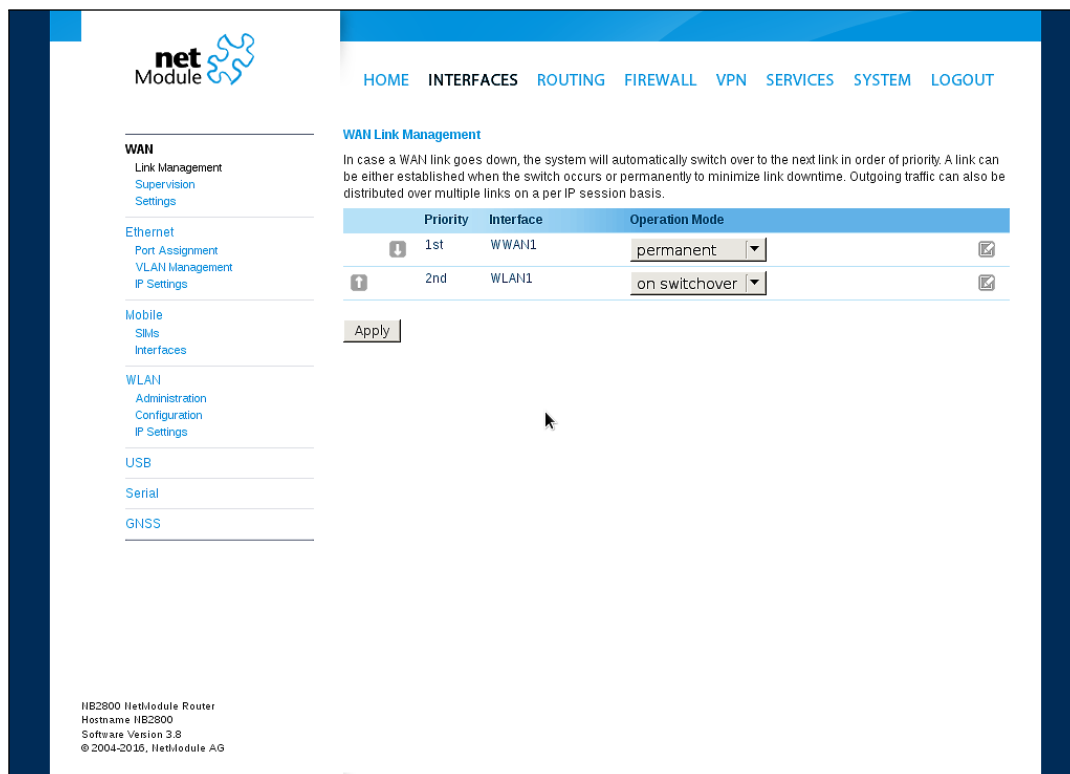 net
Module
HOME INTERFACES ROUTING FIREWALL VPN SERVICES SYSTEM LOGOUT
WAN
Link Management
Supervision
Settings
Ethernet
Port Assignment
VLAN Management
IP Settings
Mobile
SIMs
Interfaces
WLAN
Administration
Configuration
IP Settings
USB
Serial
GNSS
WAN Link Management
In case a WAN link goes down, the system will automatically switch over to the next link in order of priority. A link can
be either established when the switch occurs or permanently to minimize link downtime. Outgoing traffic can also be
distributed over multiple links on a per IP session basis.
Priority Interface Operation Mode
1st WWAN1 permanent
2nd WLAN1 on switchover
Apply
NB2800 NetModule Router
Hostname NB2800
Software Version 3.8
© 2004-2016, NetModule AG